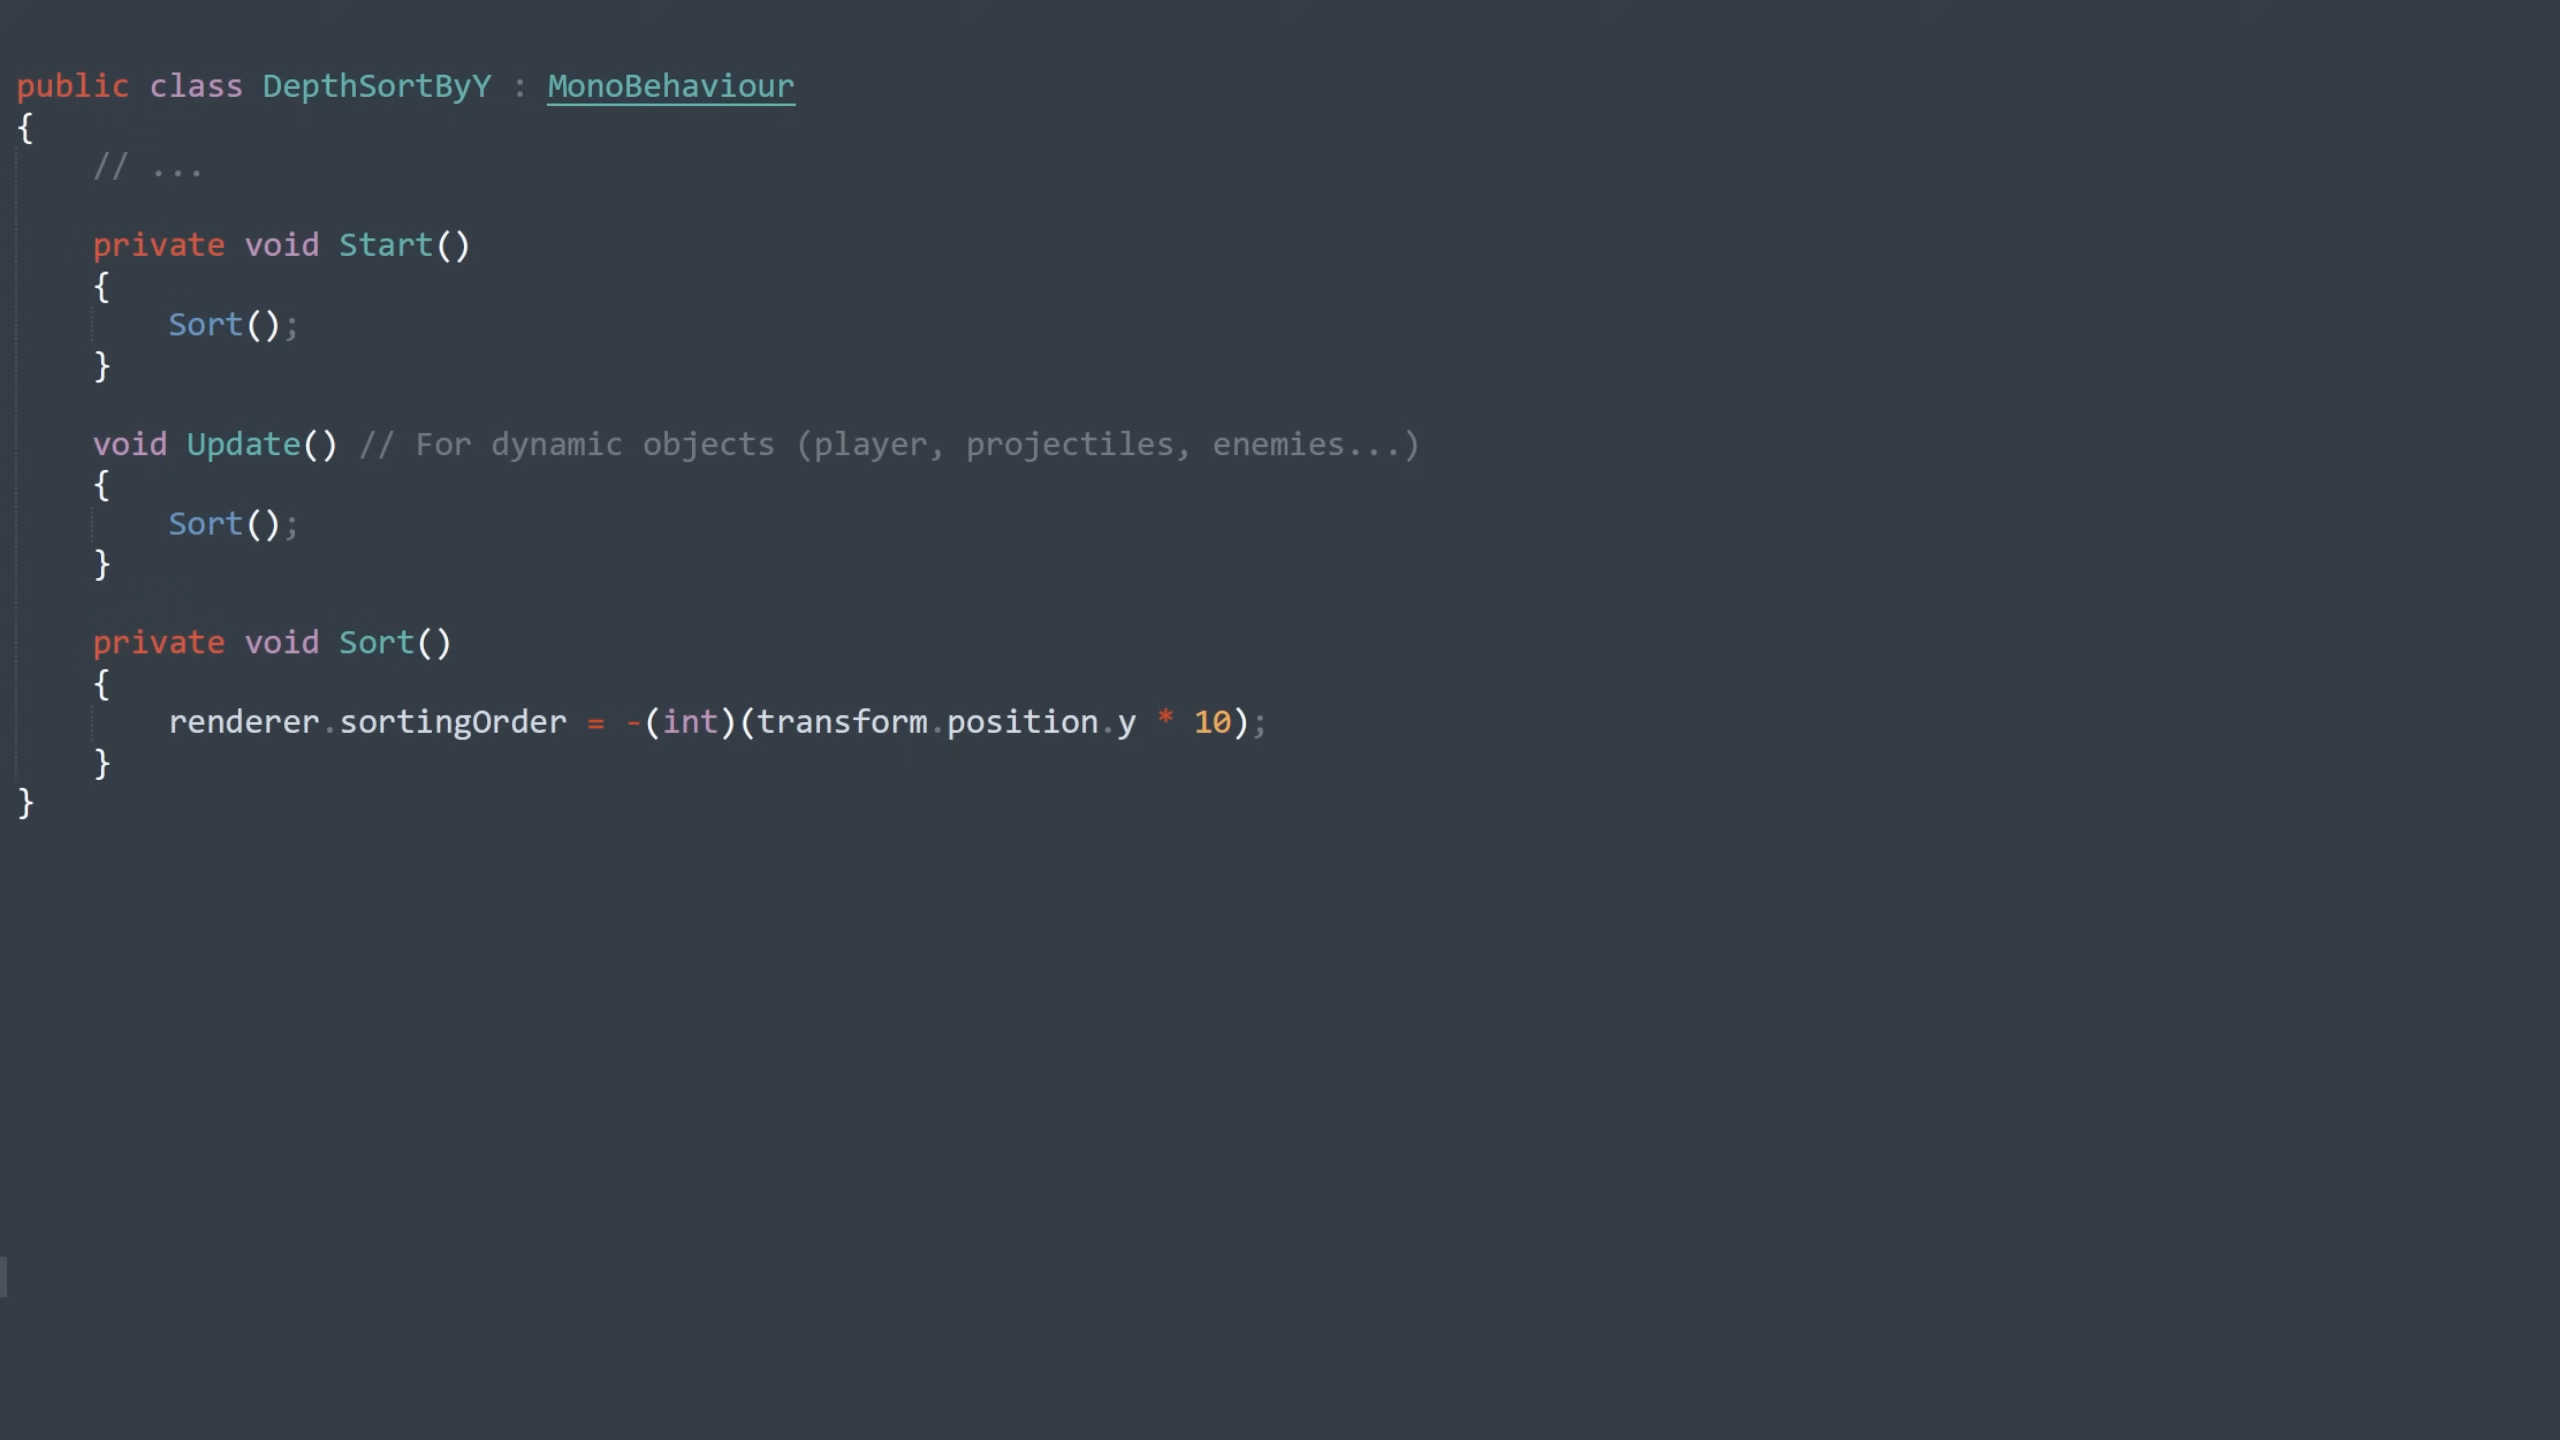 public class DepthSortByY : MonoBehaviour
{
    // ...
    private void Start()
    {
        Sort();
    }
    void Update() // For dynamic objects (player, projectiles, enemies...)
    {
        Sort();
    }
    private void Sort()
    {
        renderer.sortingOrder = -(int)(transform.position.y * 10);
    }
}